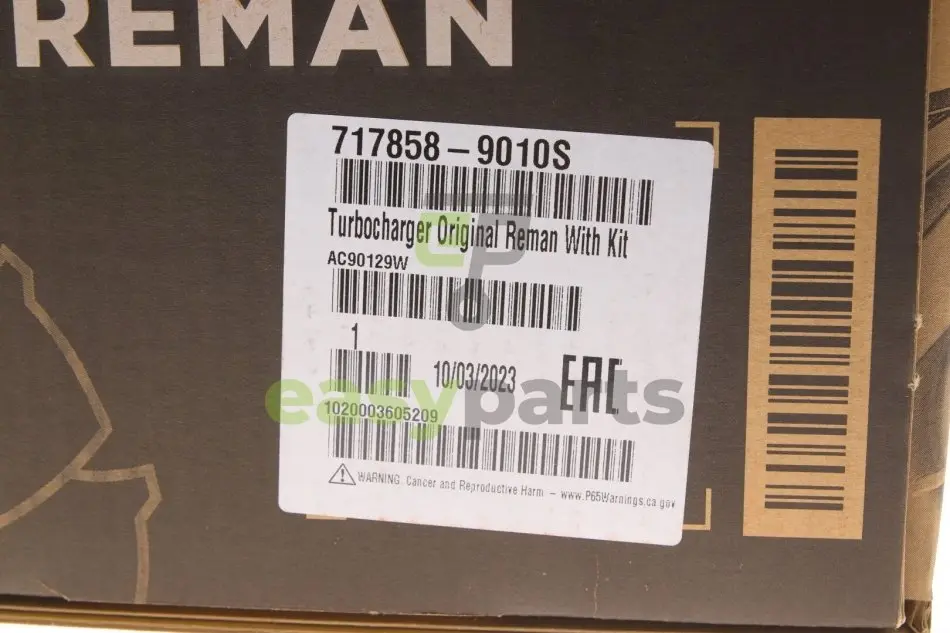 REMAN
717858 – 9010S
Turbocharger Original Reman With Kit
AC90129W
1
10/03/2023
EAC
easyparts
1020003605209
WARNING: Cancer and Reproductive Harm – www.P65Warnings.ca.gov